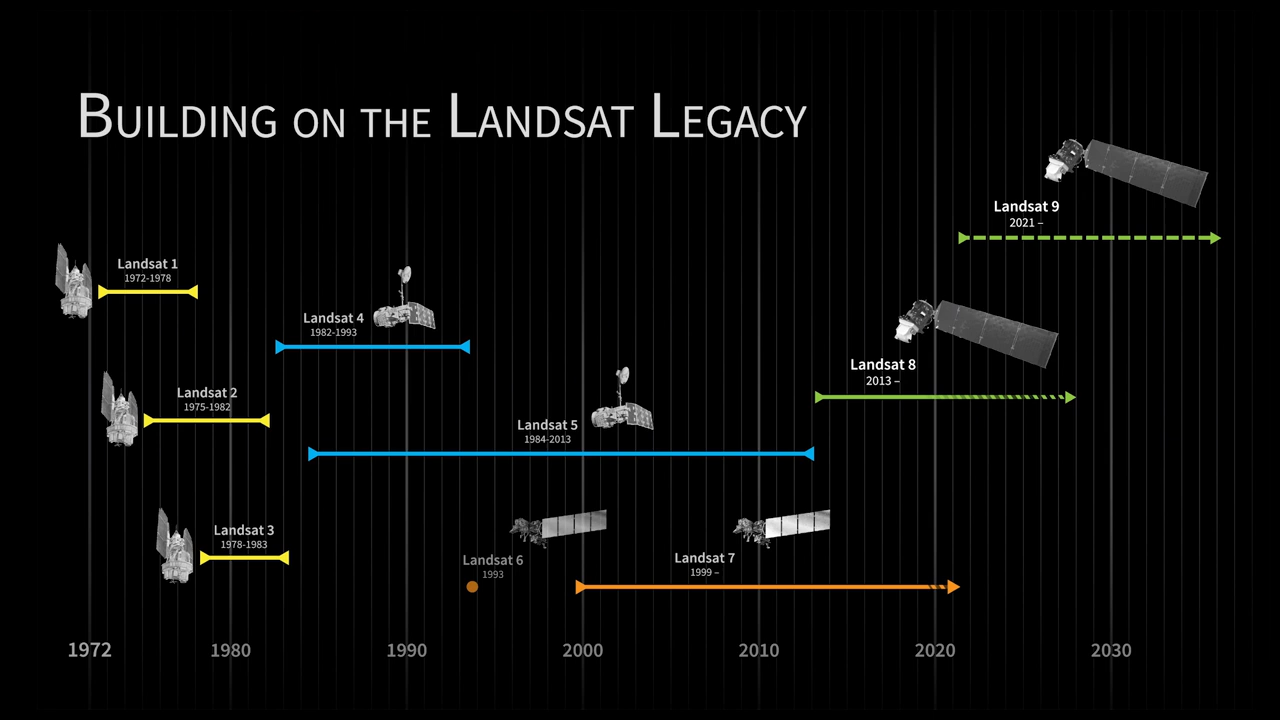 BUILDING ON THE LANDSAT LEGACY
Landsat 9
2021 –
Landsat 1
1972-1978
Landsat 4
1982-1993
Landsat 8
2013 –
Landsat 2
1975-1982
Landsat 5
1984-2013
Landsat 3
1978-1983
Landsat 6
1993
Landsat 7
1999 –
1972 1980 1990 2000 2010 2020 2030